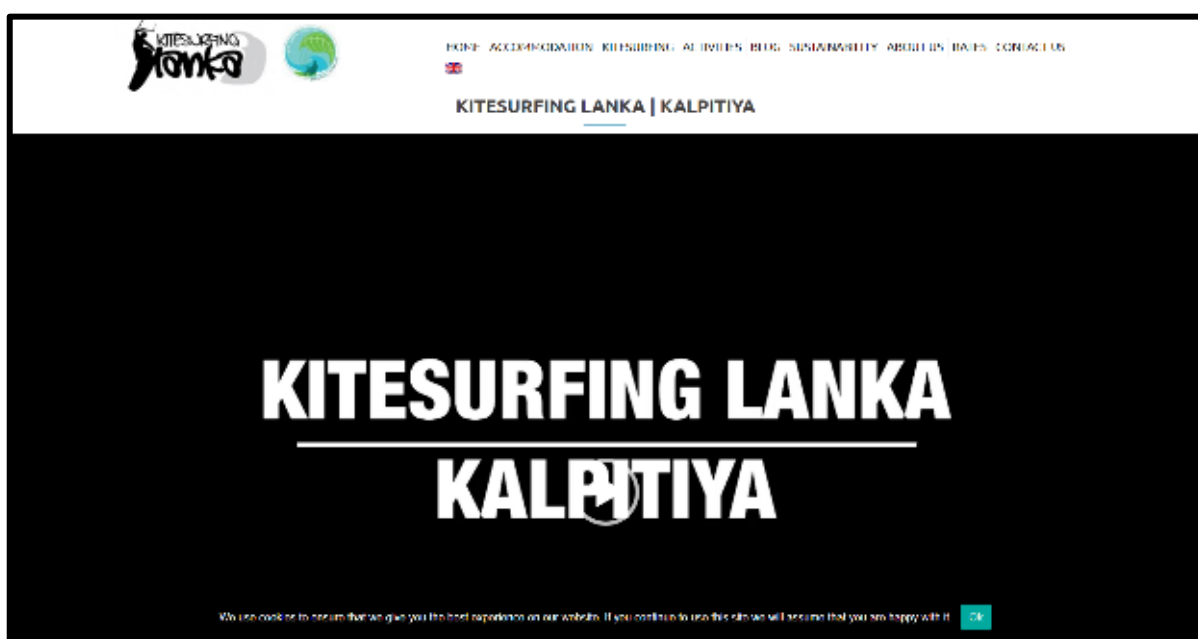 KITESURFING
lanka
HOME ACCOMMODATION KITESURFING ACTIVITIES BLOG SUSTAINABILITY ABOUT US RATES CONTACT US
KITESURFING LANKA | KALPITIYA
KITESURFING LANKA
KALPITIYA
We use cookies to ensure that we give you the best experience on our website. If you continue to use this site we will assume that you are happy with it. Ok